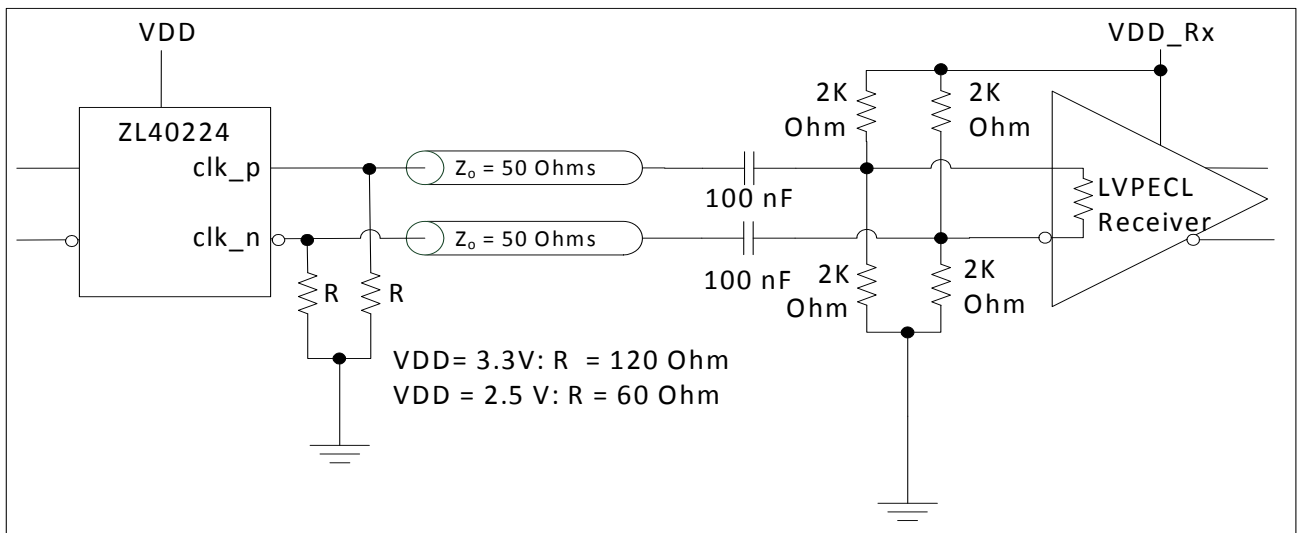 VDD
VDD_Rx
ZL40224
clk_p
clk_n
Zo = 50 Ohms
Zo = 50 Ohms
100 nF
100 nF
R
R
2K
Ohm
2K
Ohm
2K
Ohm
2K
Ohm
LVPECL
Receiver
VDD= 3.3V: R = 120 Ohm
VDD = 2.5 V: R = 60 Ohm